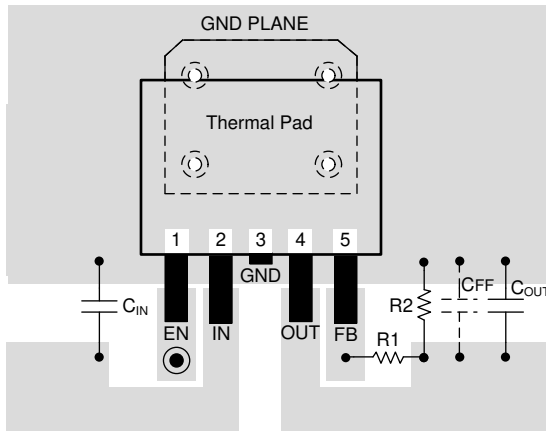 GND PLANE
Thermal Pad
1 2 3 4 5
GND
CIN
EN
IN
OUT
FB
R1
R2
CFF
COUT